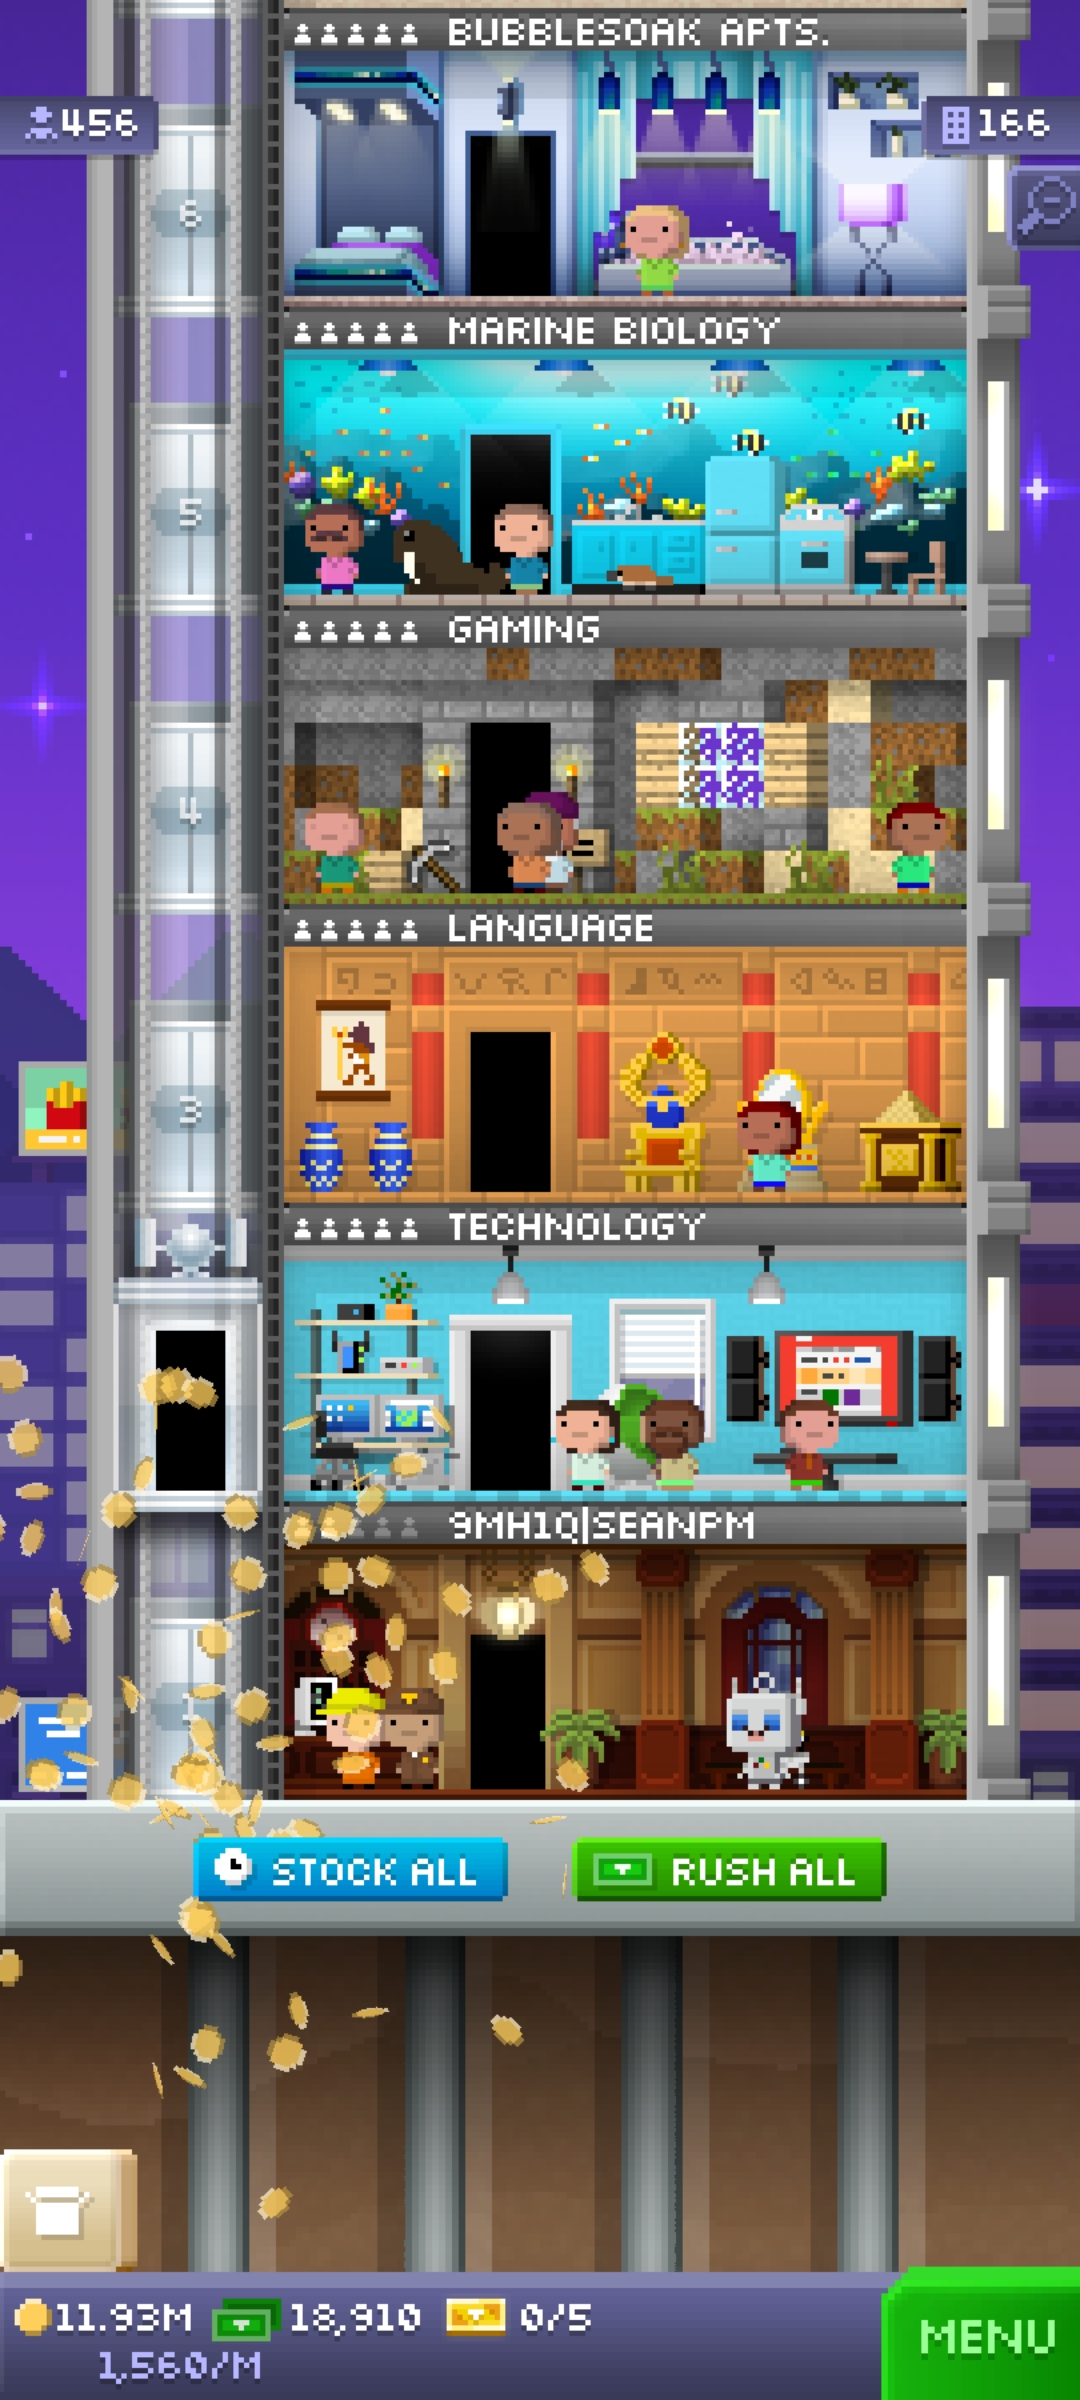 BUBBLESOAK APTS.
456
166
6
MARINE BIOLOGY
5
GAMING
4
LANGUAGE
3
TECHNOLOGY
9MH1Q|SEANPM
STOCK ALL
RUSH ALL
11.93M
18,910
0/5
1,560/M
MENU